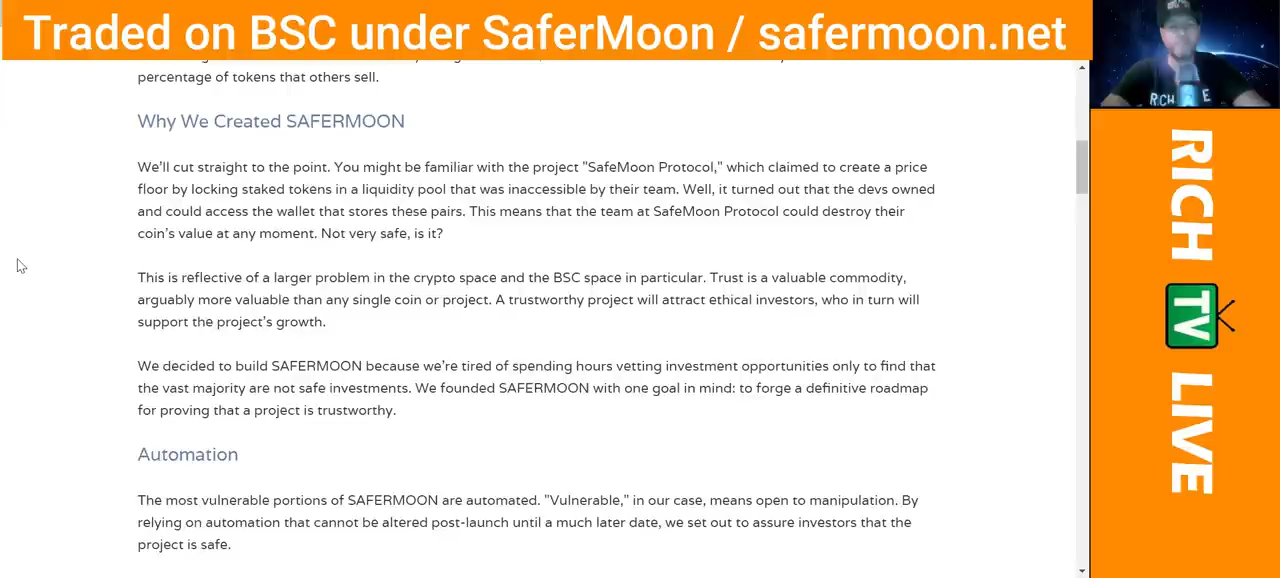 Traded on BSC under SaferMoon / safermoon.net
percentage of tokens that others sell.
Why We Created SAFERMOON
We'll cut straight to the point. You might be familiar with the project "SafeMoon Protocol," which claimed to create a price
floor by locking staked tokens in a liquidity pool that was inaccessible by their team. Well, it turned out that the devs owned
and could access the wallet that stores these pairs. This means that the team at SafeMoon Protocol could destroy their
coin's value at any moment. Not very safe, is it?
This is reflective of a larger problem in the crypto space and the BSC space in particular. Trust is a valuable commodity,
arguably more valuable than any single coin or project. A trustworthy project will attract ethical investors, who in turn will
support the project's growth.
We decided to build SAFERMOON because we're tired of spending hours vetting investment opportunities only to find that
the vast majority are not safe investments. We founded SAFERMOON with one goal in mind: to forge a definitive roadmap
for proving that a project is trustworthy.
Automation
The most vulnerable portions of SAFERMOON are automated. "Vulnerable," in our case, means open to manipulation. By
relying on automation that cannot be altered post-launch until a much later date, we set out to assure investors that the
project is safe.
RICH
TV
LIVE